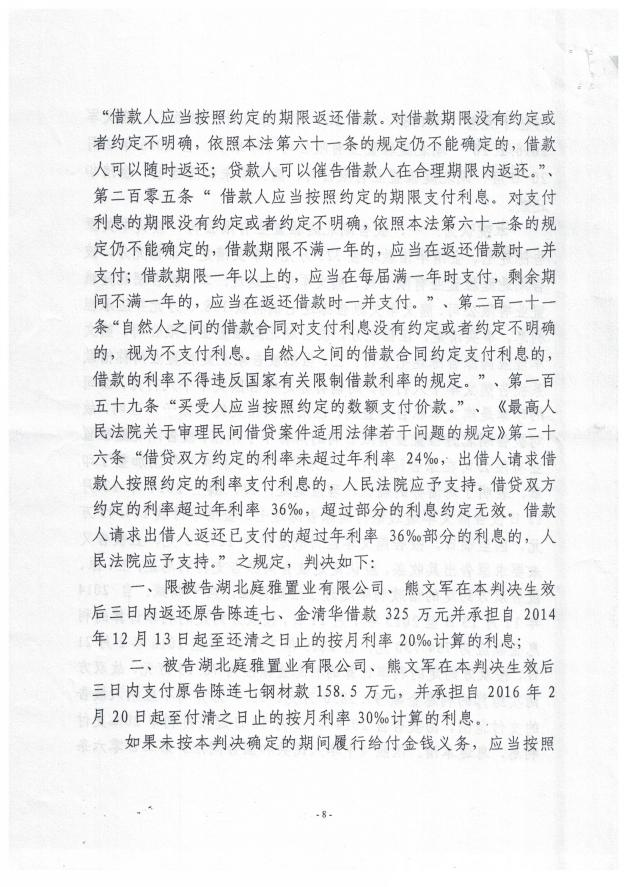 “借款人应当按照约定的期限返还借款。对借款期限没有约定或
者约定不明确，依照本法第六十一条的规定仍不能确定的，借款
人可以随时返还；贷款人可以催告借款人在合理期限内返还。”、
第二百零五条“ 借款人应当按照约定的期限支付利息。对支付
利息的期限没有约定或者约定不明确，依照本法第六十一条的规
定仍不能确定的，借款期限不满一年的，应当在返还借款时一并
支付；借款期限一年以上的，应当在每届满一年时支付，剩余期
间不满一年的，应当在返还借款时一并支付。”、第二百一十一
条“自然人之间的借款合同对支付利息没有约定或者约定不明确
的，视为不支付利息。自然人之间的借款合同约定支付利息的，
借款的利率不得违反国家有关限制借款利率的规定。”、第一百
五十九条“买受人应当按照约定的数额支付价款。”、《最高人
民法院关于审理民间借贷案件适用法律若干问题的规定》第二十
六条“借贷双方约定的利率未超过年利率 24‰，出借人请求借
款人按照约定的利率支付利息的，人民法院应予支持。借贷双方
约定的利率超过年利率 36‰，超过部分的利息约定无效。借款
人请求出借人返还已支付的超过年利率 36‰部分的利息的，人
民法院应予支持。”之规定，判决如下：
一、限被告湖北庭雅置业有限公司、熊文军在本判决生效
后三日内返还原告陈连七、金清华借款 325 万元并承担自 2014
年 12 月 13 日起至还清之日止的按月利率 20‰计算的利息；
二、被告湖北庭雅置业有限公司、熊文军在本判决生效后
三日内支付原告陈连七钢材款 158.5 万元，并承担自 2016 年 2
月 20 日起至付清之日止的按月利率 30‰计算的利息。
如果未按本判决确定的期间履行给付金钱义务，应当按照
-8-